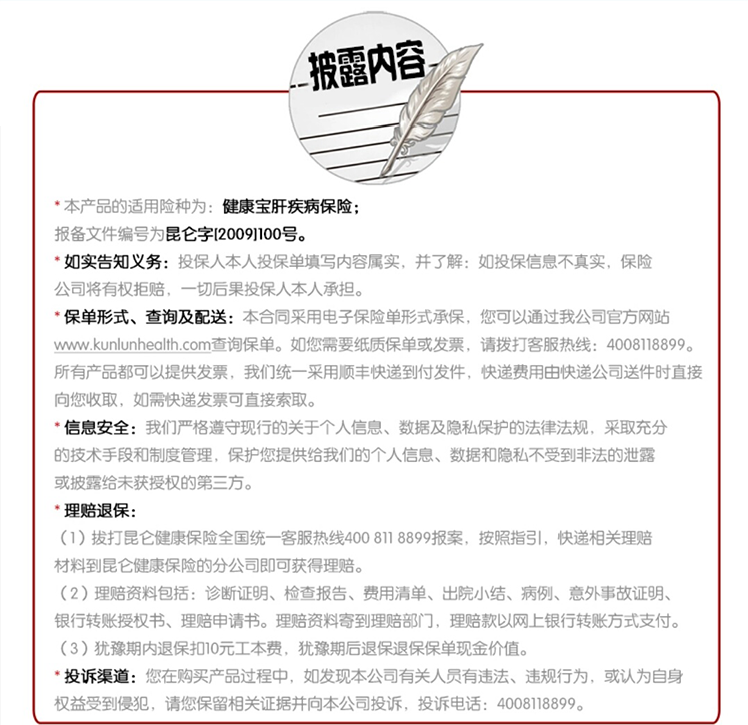 披露内容
*本产品的适用险种为：健康宝肝疾病保险；
报备文件编号为昆仑字[2009]100号。
*如实告知义务：投保人本人投保单填写内容属实，并了解：如投保信息不真实，保险
公司将有权拒赔，一切后果投保人本人承担。
*保单形式、查询及配送：本合同采用电子保险单形式承保，您可以通过我公司官方网站
www.kunlunhealth.com查询保单。如您需要纸质保单或发票，请拨打客服热线：4008118899。
所有产品都可以提供发票，我们统一采用顺丰快递到付发件，快递费用由快递公司送件时直接
向您收取，如需快递发票可直接索取。
*信息安全：我们严格遵守现行的关于个人信息、数据及隐私保护的法律法规，采取充分
的技术手段和制度管理，保护您提供给我们的个人信息、数据和隐私不受到非法的泄露
或披露给未获授权的第三方。
*理赔退保：
（1）拔打昆仑健康保险全国统一客服热线400 811 8899报案，按照指引，快递相关理赔
材料到昆仑健康保险的分公司即可获得理赔。
（2）理赔资料包括：诊断证明、检查报告、费用清单、出院小结、病例、意外事故证明、
银行转账授权书、理赔申请书。理赔资料寄到理赔部门，理赔款以网上银行转账方式支付。
（3）犹豫期内退保扣10元工本费，犹豫期后退保退保保单现金价值。
*投诉渠道：您在购买产品过程中，如发现本公司有关人员有违法、违规行为，或认为自身
权益受到侵犯，请您保留相关证据并向本公司投诉，投诉电话：4008118899。